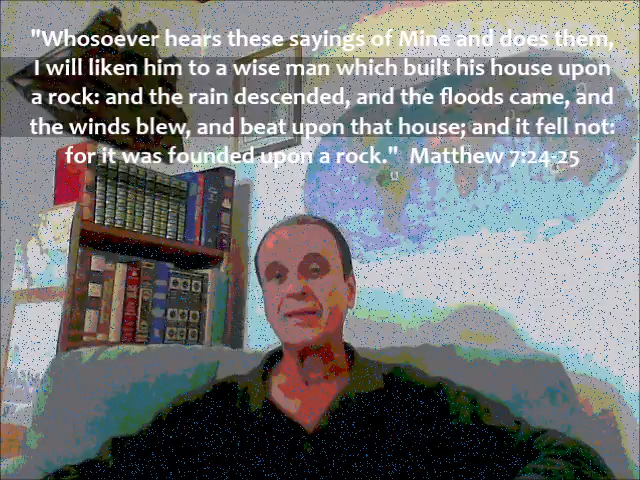 "Whosoever hears these sayings of Mine and does them,
I will liken him to a wise man which built his house upon
a rock: and the rain descended, and the floods came, and
the winds blew, and beat upon that house; and it fell not:
for it was founded upon a rock." Matthew 7:24-25